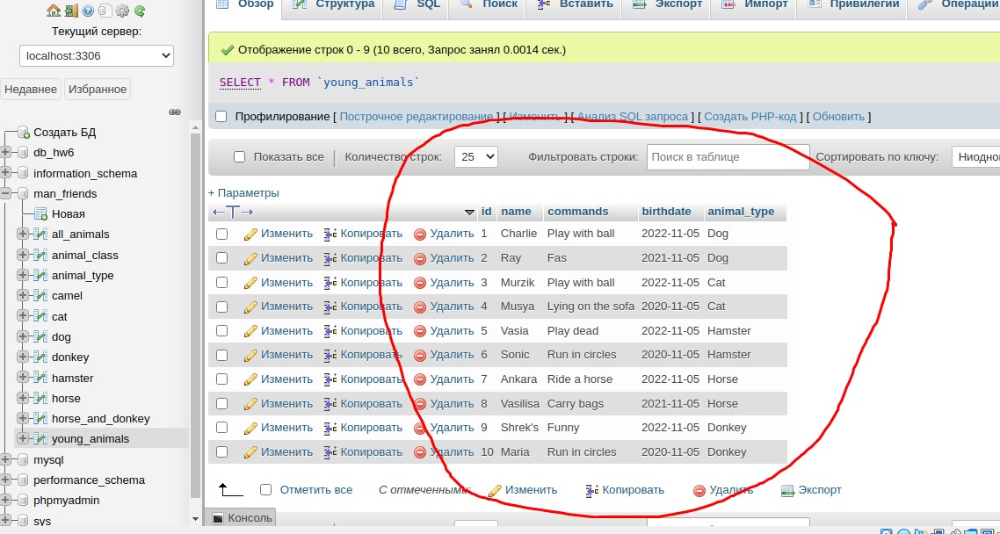 Обзор Структура SQL Поиск Вставить Экспорт Импорт Привилегии Операции
Текущий сервер:
localhost:3306
Недавнее Избранное
Создать БД
db_hw6
information_schema
man_friends
Новая
all_animals
animal_class
animal_type
camel
cat
dog
donkey
hamster
horse
horse_and_donkey
young_animals
mysql
performance_schema
phpmyadmin
sys
Отображение строк 0 - 9 (10 всего, Запрос занял 0.0014 сек.)
SELECT * FROM `young_animals`
Профилирование [ Построчное редактирование ] [ Изменить ] [ Анализ SQL запроса ] [ Создать PHP-код ] [ Обновить ]
Показать все | Количество строк: 25 Фильтровать строки: Поиск в таблице Сортировать по ключу: Ниодно
+ Параметры
id name commands birthdate animal_type
Изменить Копировать Удалить 1 Charlie Play with ball 2022-11-05 Dog
Изменить Копировать Удалить 2 Ray Fas 2021-11-05 Dog
Изменить Копировать Удалить 3 Murzik Play with ball 2022-11-05 Cat
Изменить Копировать Удалить 4 Musya Lying on the sofa 2020-11-05 Cat
Изменить Копировать Удалить 5 Vasia Play dead 2022-11-05 Hamster
Изменить Копировать Удалить 6 Sonic Run in circles 2020-11-05 Hamster
Изменить Копировать Удалить 7 Ankara Ride a horse 2022-11-05 Horse
Изменить Копировать Удалить 8 Vasilisa Carry bags 2021-11-05 Horse
Изменить Копировать Удалить 9 Shrek's Funny 2022-11-05 Donkey
Изменить Копировать Удалить 10 Maria Run in circles 2020-11-05 Donkey
Отметить все С отмеченными: Изменить Копировать Удалить Экспорт
Консоль